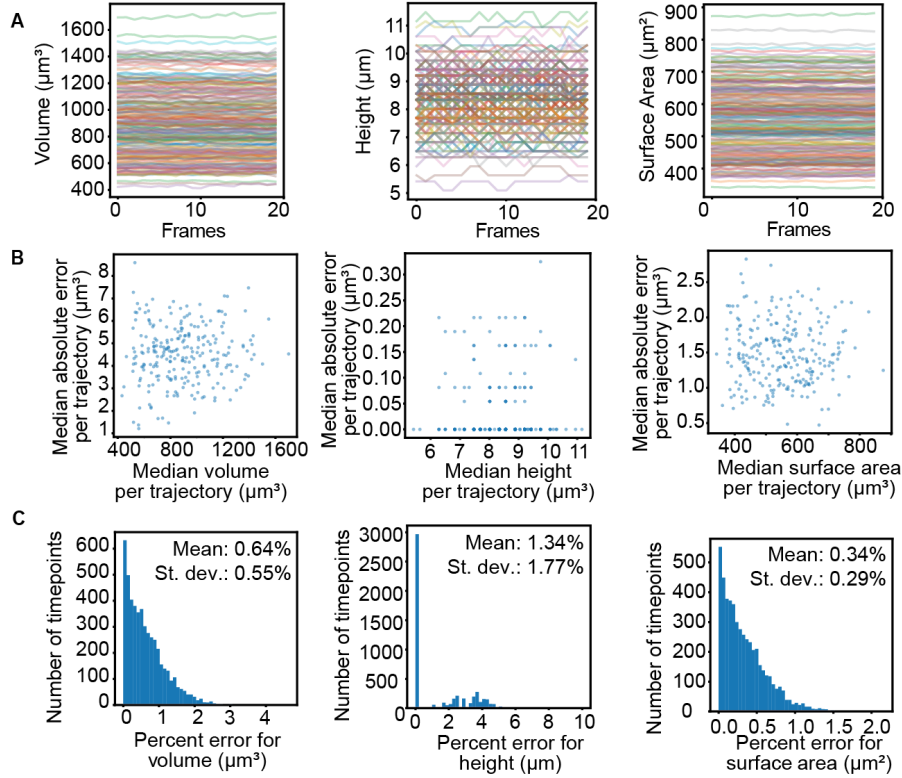 A
Volume (µm³)
1600
1400
1200
1000
800
600
400
0
10
20
Frames
Height (µm)
11
10
9
8
7
6
5
0
10
20
Frames
Surface Area (µm²)
900
800
700
600
500
400
0
10
20
Frames
B
Median absolute error
per trajectory (µm³)
8
7
6
5
4
3
2
1
400
800
1200
1600
Median volume
per trajectory (µm³)
Median absolute error
per trajectory (µm)
0.30
0.25
0.20
0.15
0.10
0.05
0.00
6
7
8
9
10
11
Median height
per trajectory (µm³)
Median absolute error
per trajectory (µm³)
2.5
2.0
1.5
1.0
0.5
400
600
800
Median surface area
per trajectory (µm²)
C
Number of timepoints
600
500
400
300
200
100
0
Mean: 0.64%
St. dev.: 0.55%
0
1
2
3
4
Percent error for
volume (µm³)
Number of timepoints
3000
2500
2000
1500
1000
500
0
Mean: 1.34%
St. dev.: 1.77%
0
2
4
6
8
10
Percent error for
height (µm)
Number of timepoints
500
400
300
200
100
0
Mean: 0.34%
St. dev.: 0.29%
0.0
0.5
1.0
1.5
2.0
Percent error for
surface area (µm²)